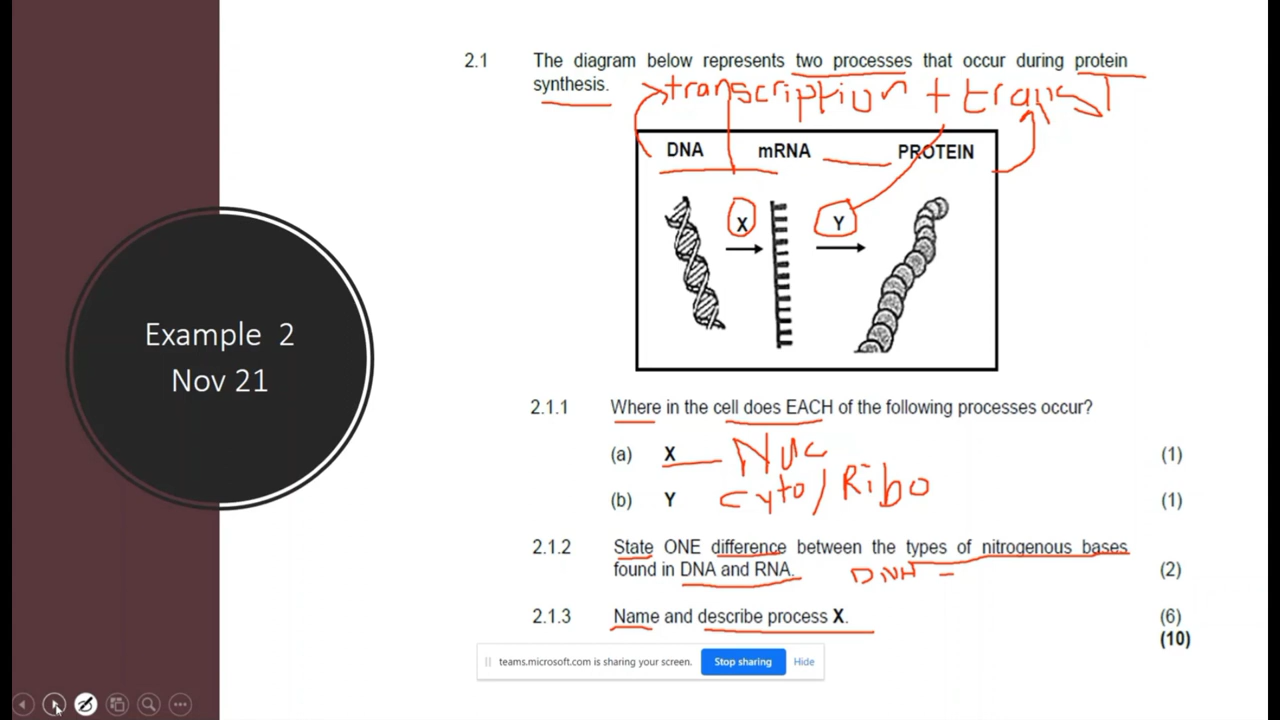 Example 2
Nov 21
2.1 The diagram below represents two processes that occur during protein
synthesis.
transcription + transl
DNA mRNA PROTEIN
X Y
2.1.1 Where in the cell does EACH of the following processes occur?
(a) X Nuc (1)
(b) Y Cyto/Ribo (1)
2.1.2 State ONE difference between the types of nitrogenous bases
found in DNA and RNA. DNA - (2)
2.1.3 Name and describe process X. (6)
(10)
teams.microsoft.com is sharing your screen. Stop sharing Hide